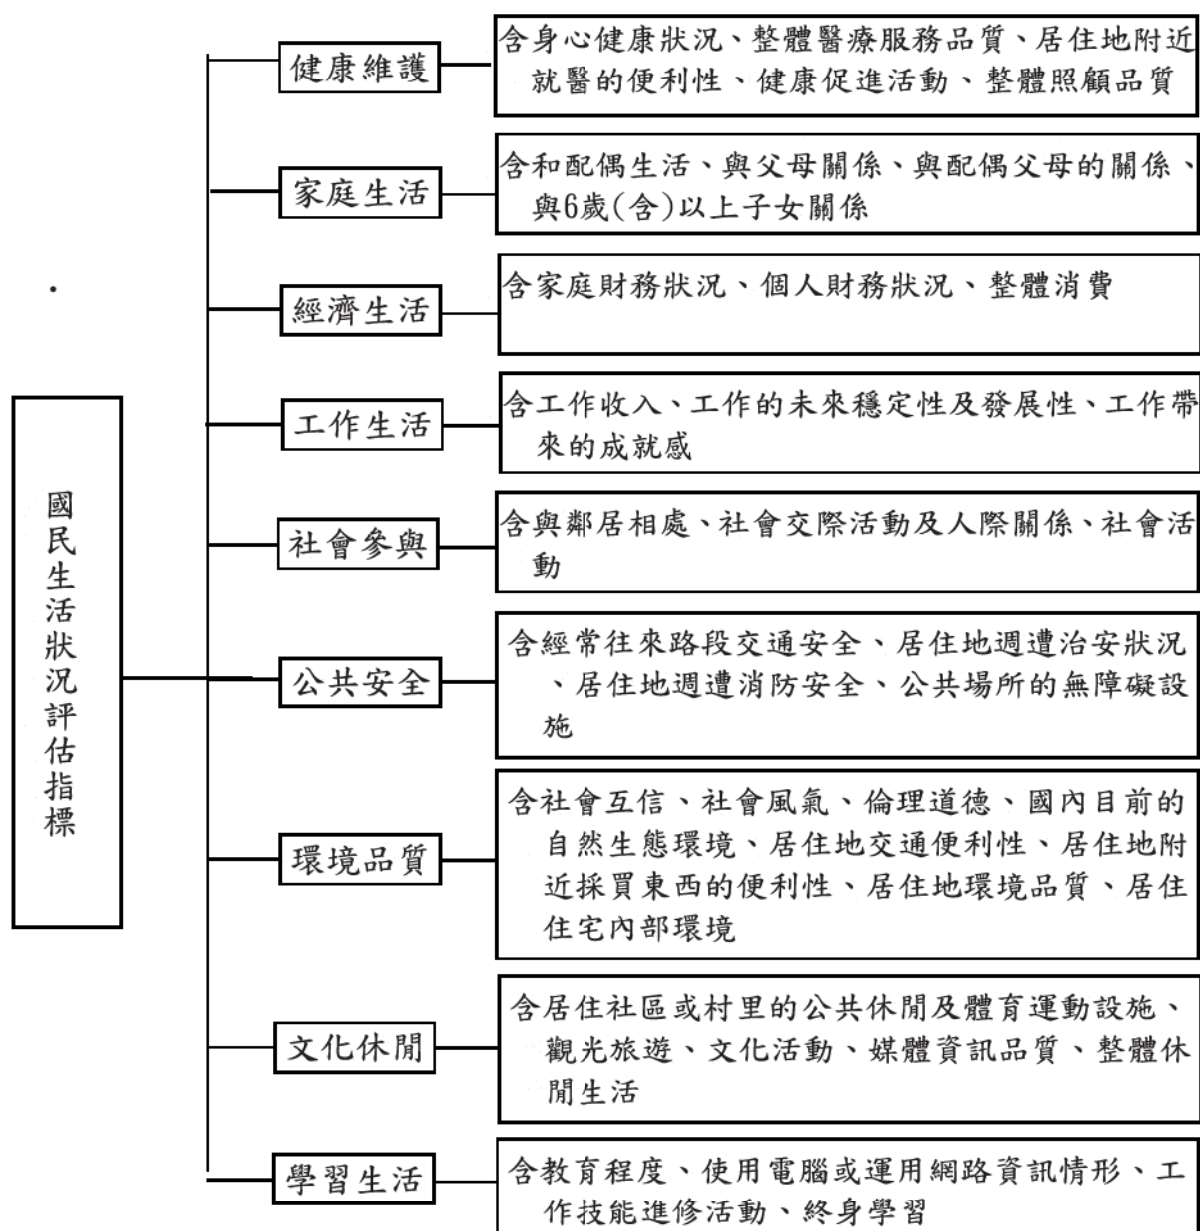 國民生活狀況評估指標
健康維護
含身心健康狀況、整體醫療服務品質、居住地附近
就醫的便利性、健康促進活動、整體照顧品質
家庭生活
含和配偶生活、與父母關係、與配偶父母的關係、
與6歲(含)以上子女關係
經濟生活
含家庭財務狀況、個人財務狀況、整體消費
工作生活
含工作收入、工作的未來穩定性及發展性、工作帶
來的成就感
社會參與
含與鄰居相處、社會交際活動及人際關係、社會活
動
公共安全
含經常往來路段交通安全、居住地週遭治安狀況
、居住地週遭消防安全、公共場所的無障礙設
施
環境品質
含社會互信、社會風氣、倫理道德、國內目前的
自然生態環境、居住地交通便利性、居住地附
近採買東西的便利性、居住地環境品質、居住
住宅內部環境
文化休閒
含居住社區或村里的公共休閒及體育運動設施、
觀光旅遊、文化活動、媒體資訊品質、整體休
閒生活
學習生活
含教育程度、使用電腦或運用網路資訊情形、工
作技能進修活動、終身學習